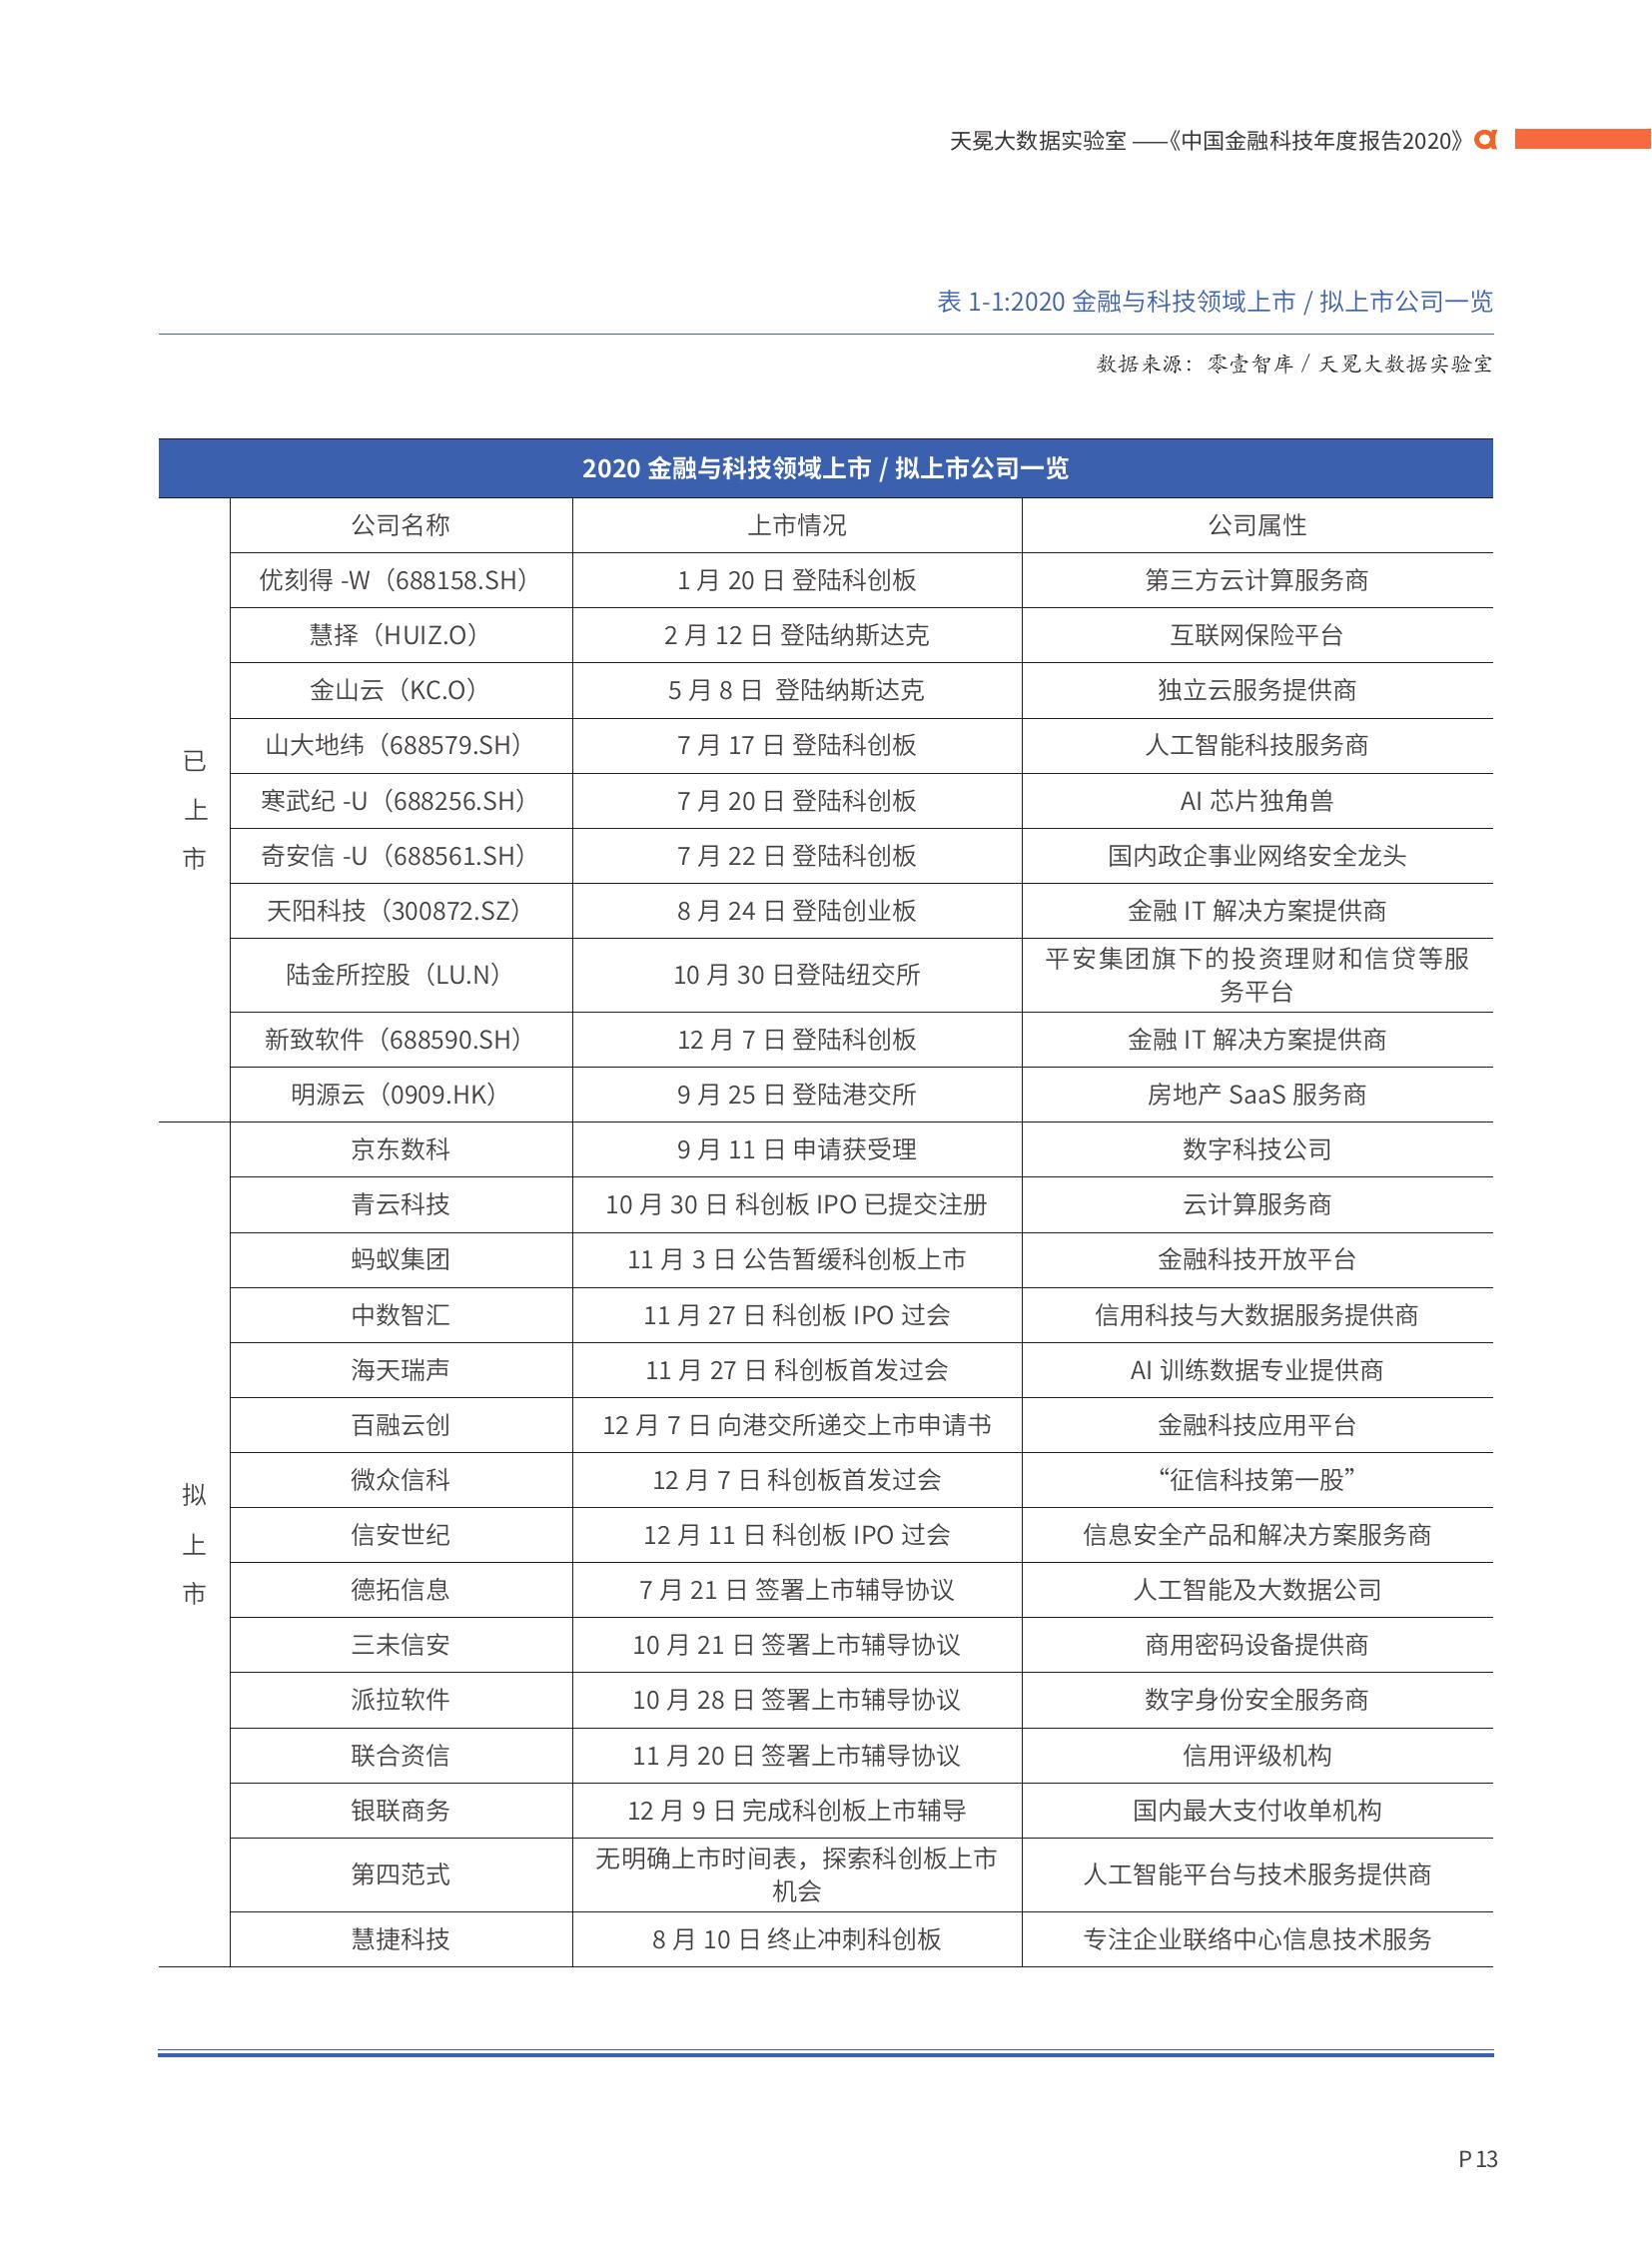 天冕大数据实验室 ——《中国金融科技年度报告2020》
表 1-1:2020 金融与科技领域上市 / 拟上市公司一览
数据来源：零壹智库 / 天冕大数据实验室
2020 金融与科技领域上市 / 拟上市公司一览
已上市
公司名称 上市情况 公司属性
优刻得 -W（688158.SH） 1 月 20 日 登陆科创板 第三方云计算服务商
慧择（HUIZ.O） 2 月 12 日 登陆纳斯达克 互联网保险平台
金山云（KC.O） 5 月 8 日 登陆纳斯达克 独立云服务提供商
山大地纬（688579.SH） 7 月 17 日 登陆科创板 人工智能科技服务商
寒武纪 -U（688256.SH） 7 月 20 日 登陆科创板 AI 芯片独角兽
奇安信 -U（688561.SH） 7 月 22 日 登陆科创板 国内政企事业网络安全龙头
天阳科技（300872.SZ） 8 月 24 日 登陆创业板 金融 IT 解决方案提供商
陆金所控股（LU.N） 10 月 30 日登陆纽交所 平安集团旗下的投资理财和信贷等服
务平台
新致软件（688590.SH） 12 月 7 日 登陆科创板 金融 IT 解决方案提供商
明源云（0909.HK） 9 月 25 日 登陆港交所 房地产 SaaS 服务商
拟上市
京东数科 9 月 11 日 申请获受理 数字科技公司
青云科技 10 月 30 日 科创板 IPO 已提交注册 云计算服务商
蚂蚁集团 11 月 3 日 公告暂缓科创板上市 金融科技开放平台
中数智汇 11 月 27 日 科创板 IPO 过会 信用科技与大数据服务提供商
海天瑞声 11 月 27 日 科创板首发过会 AI 训练数据专业提供商
百融云创 12 月 7 日 向港交所递交上市申请书 金融科技应用平台
微众信科 12 月 7 日 科创板首发过会 “征信科技第一股”
信安世纪 12 月 11 日 科创板 IPO 过会 信息安全产品和解决方案服务商
德拓信息 7 月 21 日 签署上市辅导协议 人工智能及大数据公司
三未信安 10 月 21 日 签署上市辅导协议 商用密码设备提供商
派拉软件 10 月 28 日 签署上市辅导协议 数字身份安全服务商
联合资信 11 月 20 日 签署上市辅导协议 信用评级机构
银联商务 12 月 9 日 完成科创板上市辅导 国内最大支付收单机构
第四范式 无明确上市时间表，探索科创板上市
机会 人工智能平台与技术服务提供商
慧捷科技 8 月 10 日 终止冲刺科创板 专注企业联络中心信息技术服务
P 13